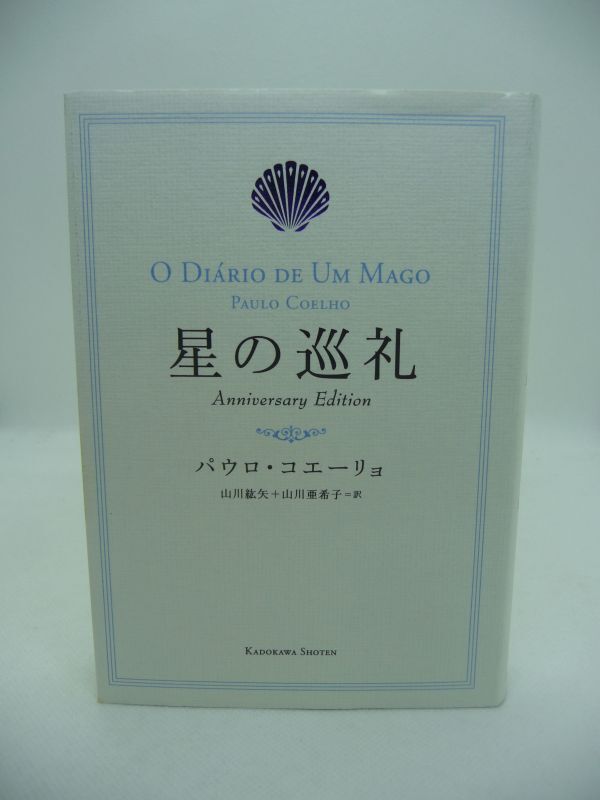 O DIÁRIO DE UM MAGO
PAULO COELHO
星の巡礼
Anniversary Edition
パウロ・コエーリョ
山川紘矢+山川亜希子=訳
KADOKAWA SHOTEN